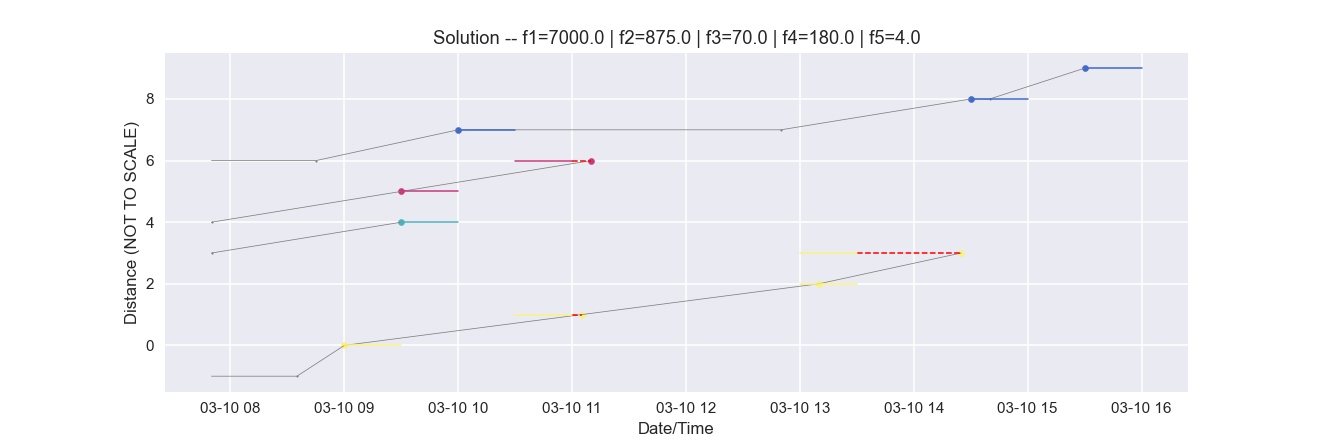 Solution -- f1=7000.0 | f2=875.0 | f3=70.0 | f4=180.0 | f5=4.0
Distance (NOT TO SCALE)
8
6
4
2
0
03-10 08 03-10 09 03-10 10 03-10 11 03-10 12 03-10 13 03-10 14 03-10 15 03-10 16
Date/Time